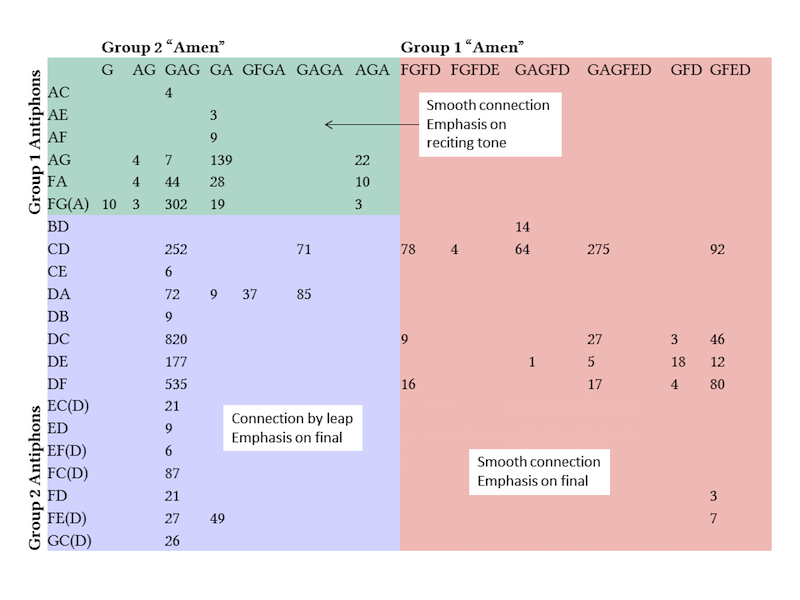 Group 2 “Amen” Group 1 “Amen”
G AG GAG GA GFGA GAGA AGA FGFD FGFDE GAGFD GAGFED GFD GFED
Group 1 Antiphons
AC 4
AE 3
AF 9
AG 4 7 139 22
FA 4 44 28 10
FG(A) 10 3 302 19 3
Smooth connection
Emphasis on
reciting tone
Group 2 Antiphons
BD 14
CD 252 71 78 4 64 275 92
CE 6
DA 72 9 37 85
DB 9
DC 820 9 27 3 46
DE 177 1 5 18 12
DF 535 16 17 4 80
EC(D) 21
ED 9
EF(D) 6
FC(D) 87
FD 21 3
FE(D) 27 49 7
GC(D) 26
Connection by leap
Emphasis on final
Smooth connection
Emphasis on final